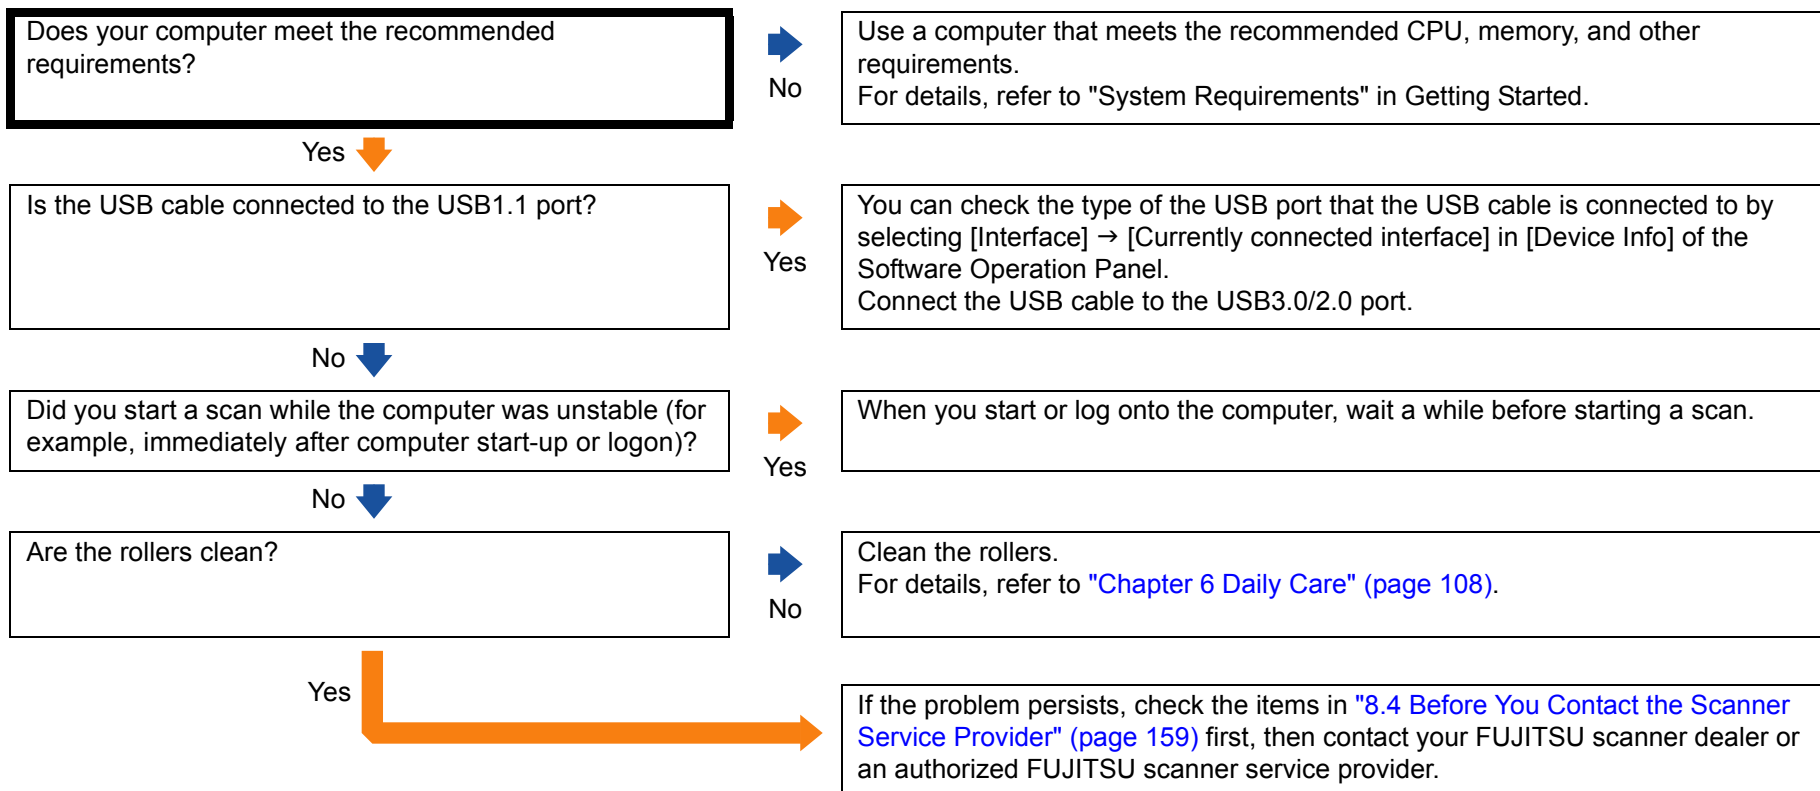 Does your computer meet the recommended
requirements?
No
Use a computer that meets the recommended CPU, memory, and other
requirements.
For details, refer to "System Requirements" in Getting Started.
Yes
Is the USB cable connected to the USB1.1 port?
Yes
You can check the type of the USB port that the USB cable is connected to by
selecting [Interface] → [Currently connected interface] in [Device Info] of the
Software Operation Panel.
Connect the USB cable to the USB3.0/2.0 port.
No
Did you start a scan while the computer was unstable (for
example, immediately after computer start-up or logon)?
Yes
When you start or log onto the computer, wait a while before starting a scan.
No
Are the rollers clean?
No
Clean the rollers.
For details, refer to "Chapter 6 Daily Care" (page 108).
Yes
If the problem persists, check the items in "8.4 Before You Contact the Scanner
Service Provider" (page 159) first, then contact your FUJITSU scanner dealer or
an authorized FUJITSU scanner service provider.